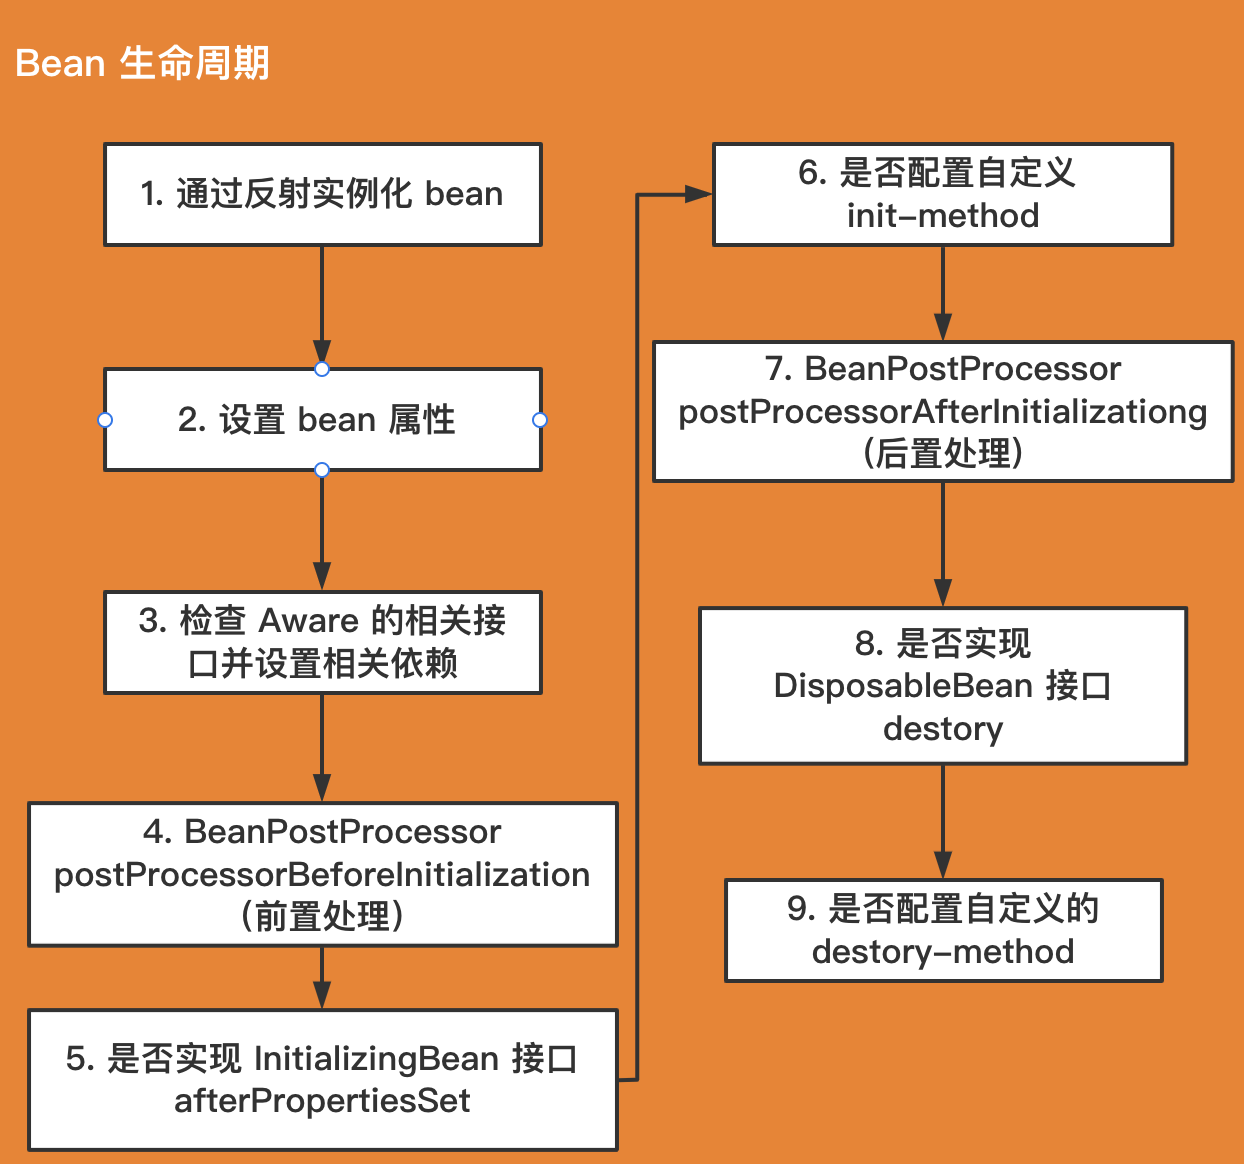 Bean 生命周期
1. 通过反射实例化 bean
2. 设置 bean 属性
3. 检查 Aware 的相关接
口并设置相关依赖
4. BeanPostProcessor
postProcessorBeforeInitialization
（前置处理）
5. 是否实现 InitializingBean 接口
afterPropertiesSet
6. 是否配置自定义
init-method
7. BeanPostProcessor
postProcessorAfterInitializationg
（后置处理）
8. 是否实现
DisposableBean 接口
destory
9. 是否配置自定义的
destory-method